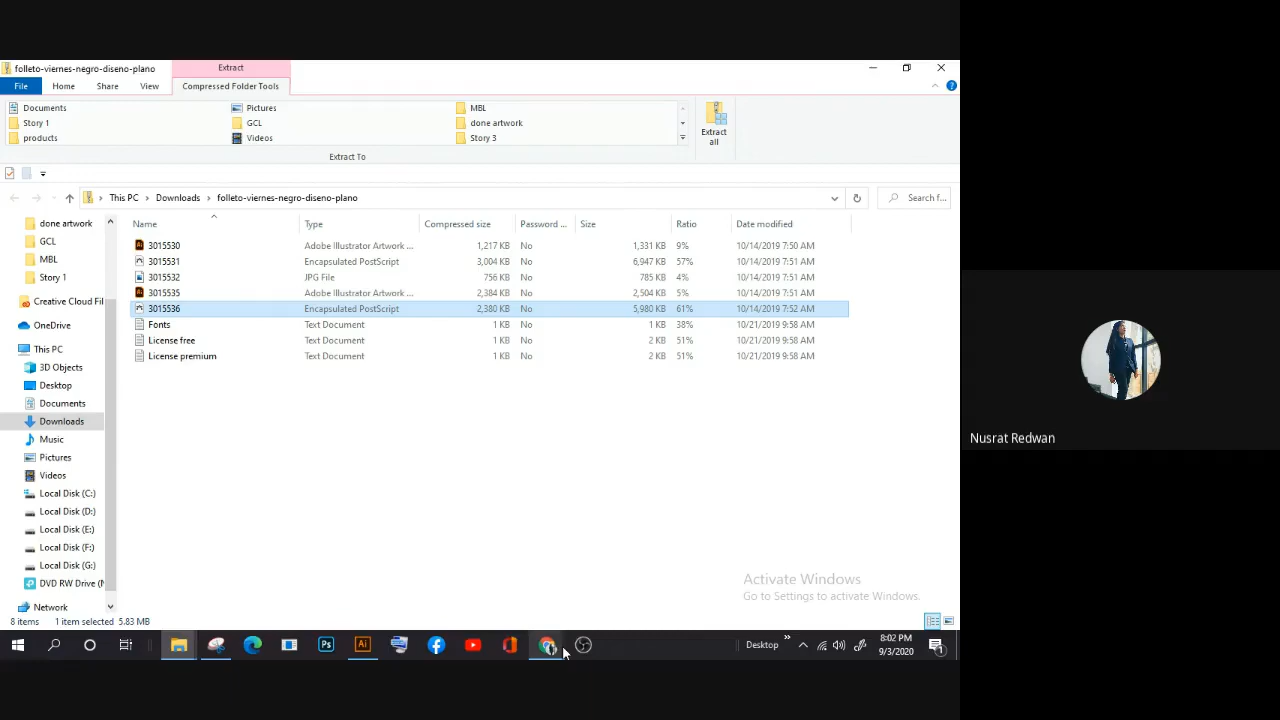 folleto-viernes-negro-diseno-plano
Extract
File Home Share View Compressed Folder Tools
Documents Pictures MBL
Story 1 GCL done artwork
products Videos Story 3
Extract all
Extract To
This PC Downloads folleto-viernes-negro-diseno-plano
Search f...
Name Type Compressed size Password ... Size Ratio Date modified
3015530 Adobe Illustrator Artwork ... 1,217 KB No 1,331 KB 9% 10/14/2019 7:50 AM
3015531 Encapsulated PostScript 3,004 KB No 6,947 KB 57% 10/14/2019 7:51 AM
3015532 JPG File 756 KB No 785 KB 4% 10/14/2019 7:51 AM
3015535 Adobe Illustrator Artwork ... 2,384 KB No 2,504 KB 5% 10/14/2019 7:51 AM
3015536 Encapsulated PostScript 2,380 KB No 5,980 KB 61% 10/14/2019 7:52 AM
Fonts Text Document 1 KB No 1 KB 38% 10/21/2019 9:58 AM
License free Text Document 1 KB No 2 KB 51% 10/21/2019 9:58 AM
License premium Text Document 1 KB No 2 KB 51% 10/21/2019 9:58 AM
done artwork
GCL
MBL
Story 1
Creative Cloud Fil
OneDrive
This PC
3D Objects
Desktop
Documents
Downloads
Music
Pictures
Videos
Local Disk (C:)
Local Disk (D:)
Local Disk (E:)
Local Disk (F:)
Local Disk (G:)
DVD RW Drive (
Network
Activate Windows
Go to Settings to activate Windows.
8 items 1 item selected 5.83 MB
Ps Ai
Desktop
8:02 PM
9/3/2020
1
Nusrat Redwan